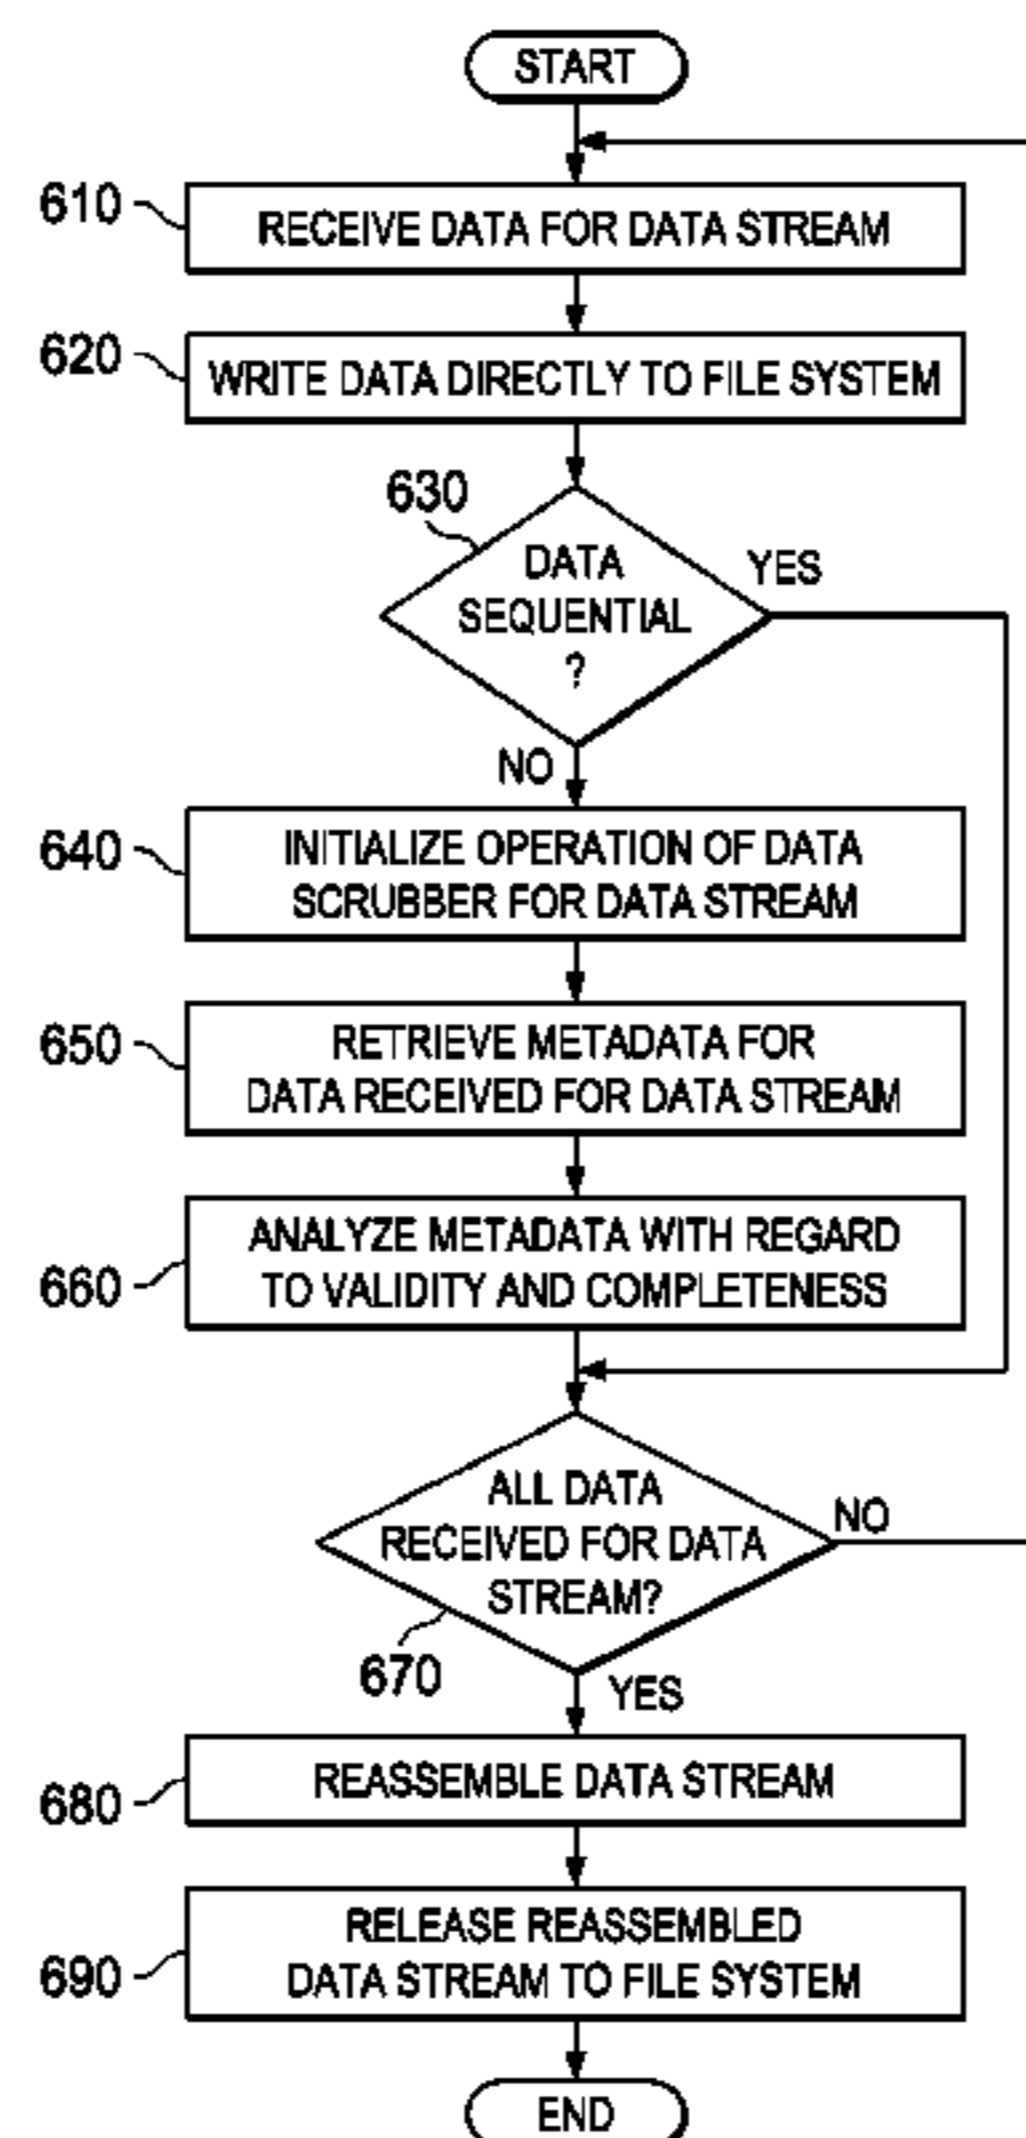 START
610
RECEIVE DATA FOR DATA STREAM
620
WRITE DATA DIRECTLY TO FILE SYSTEM
630
DATA
SEQUENTIAL
?
YES
NO
640
INITIALIZE OPERATION OF DATA
SCRUBBER FOR DATA STREAM
650
RETRIEVE METADATA FOR
DATA RECEIVED FOR DATA STREAM
660
ANALYZE METADATA WITH REGARD
TO VALIDITY AND COMPLETENESS
ALL DATA
RECEIVED FOR DATA
STREAM?
NO
670
YES
680
REASSEMBLE DATA STREAM
690
RELEASE REASSEMBLED
DATA STREAM TO FILE SYSTEM
END